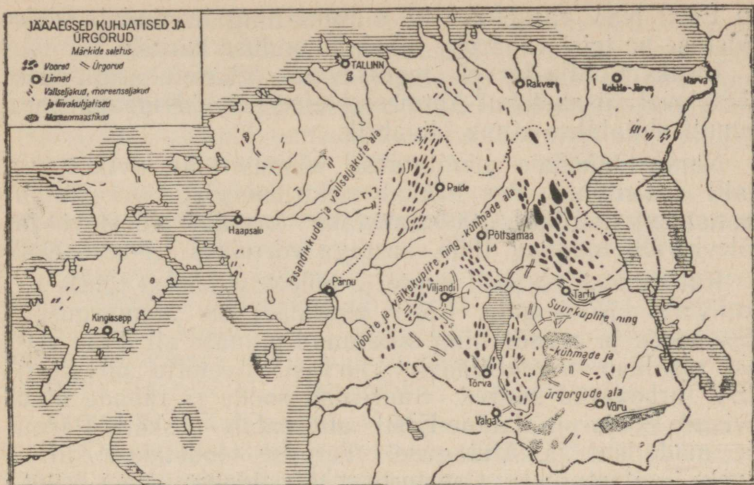 JÄÄAEGSED KUHJATISED JA
ÜRGORUD
Märkide seletus:
Voored Ürgorud
Linnad
Vallseljakud, moreenseljakud
ja liivakuhjatised
Moreenmaastikud
TALLINN
Rakvere
Kohtla-Järve
Narva
Haapsalu
Paide
Põltsamaa
Pärnu
Viljandi
Tartu
Kingissepp
Tõrva
Valga
Võru
Tasandikkude ja vallseljakute ala
Voorte ja väikekuplite ning kühmade ala
Suurkuplite ning
kühmade ja
ürgorgude ala